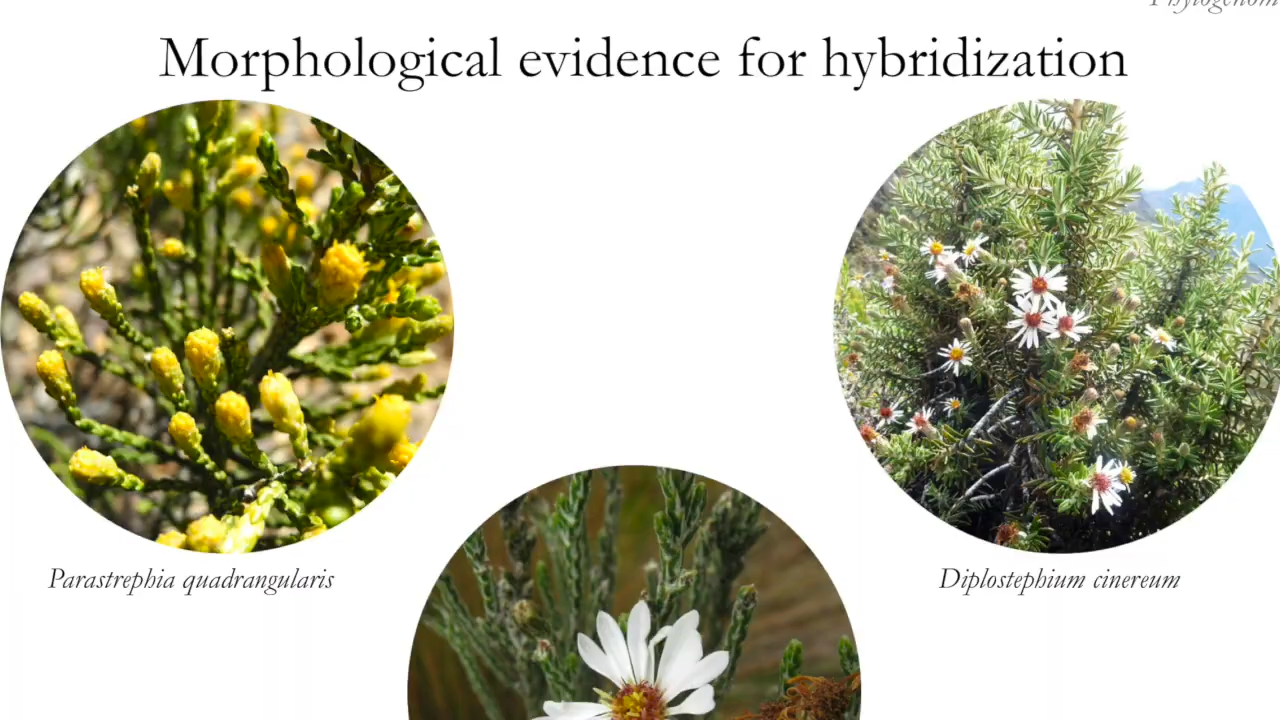 Morphological evidence for hybridization
Parastrephia quadrangularis
Diplostephium cinereum